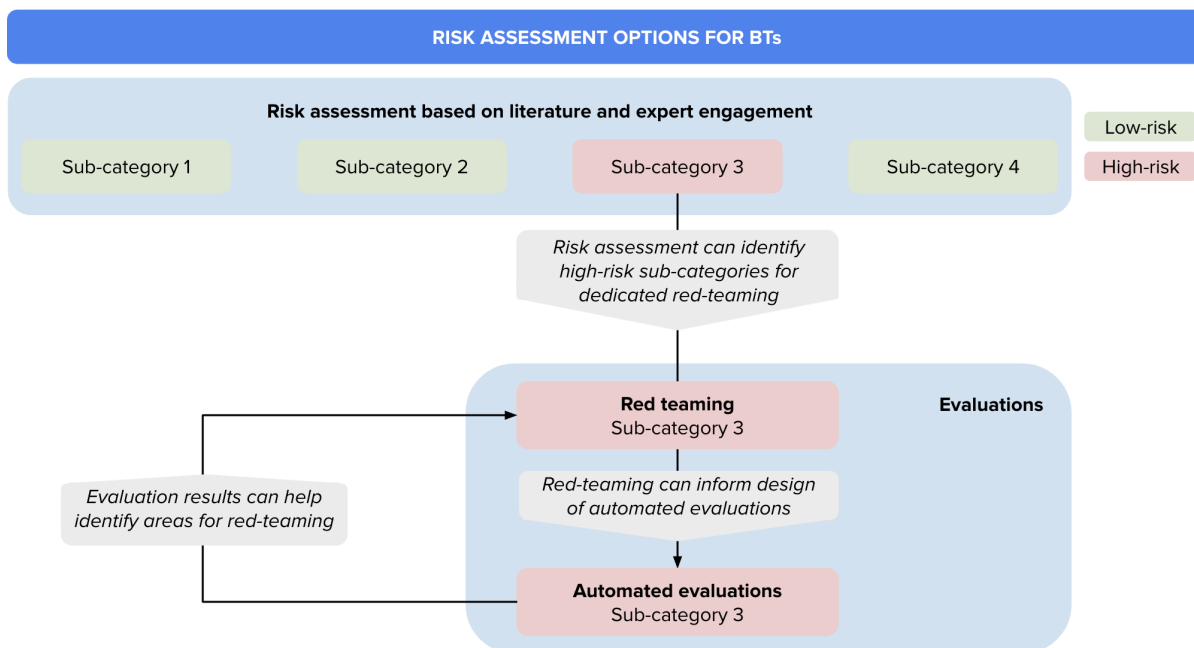 RISK ASSESSMENT OPTIONS FOR BTs
Risk assessment based on literature and expert engagement
Sub-category 1
Sub-category 2
Sub-category 3
Sub-category 4
Low-risk
High-risk
Risk assessment can identify
high-risk sub-categories for
dedicated red-teaming
Red teaming
Sub-category 3
Evaluations
Red-teaming can inform design
of automated evaluations
Evaluation results can help
identify areas for red-teaming
Automated evaluations
Sub-category 3